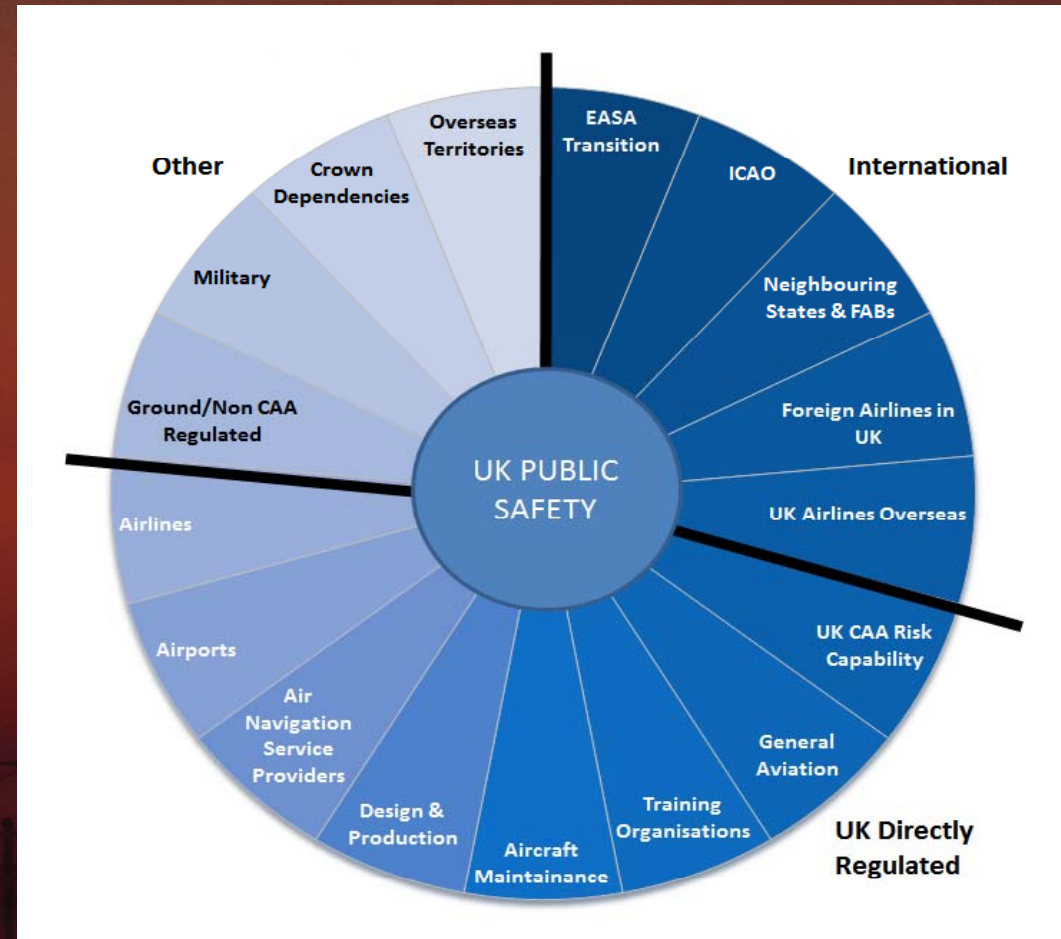 Other
International
UK Directly
Regulated
UK PUBLIC
SAFETY
EASA
Transition
ICAO
Neighbouring
States & FABs
Foreign Airlines in
UK
UK Airlines Overseas
UK CAA Risk
Capability
General
Aviation
Training
Organisations
Aircraft
Maintainance
Design &
Production
Air
Navigation
Service
Providers
Airports
Airlines
Ground/Non CAA
Regulated
Military
Crown
Dependencies
Overseas
Territories